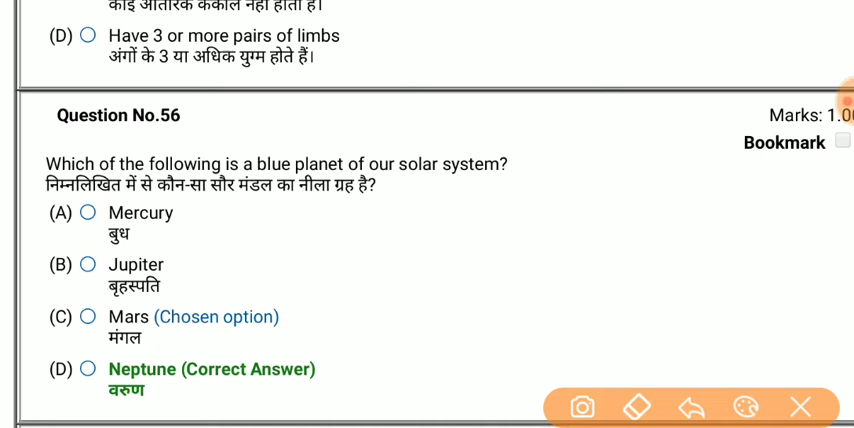 कोई आंतरिक कंकाल नहीं होता है।
(D) Have 3 or more pairs of limbs
अंगों के 3 या अधिक युग्म होते हैं।
Question No.56
Marks: 1.0
Bookmark
Which of the following is a blue planet of our solar system?
निम्नलिखित में से कौन-सा सौर मंडल का नीला ग्रह है?
(A) Mercury
बुध
(B) Jupiter
बृहस्पति
(C) Mars (Chosen option)
मंगल
(D) Neptune (Correct Answer)
वरुण